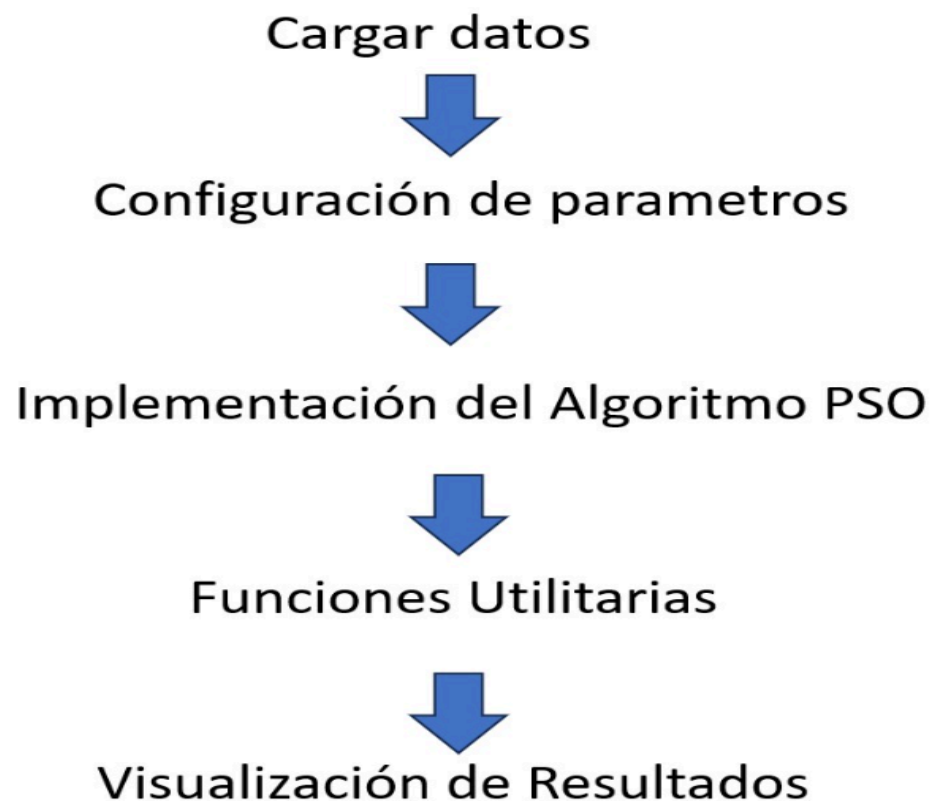 Cargar datos
Configuración de parametros
Implementación del Algoritmo PSO
Funciones Utilitarias
Visualización de Resultados